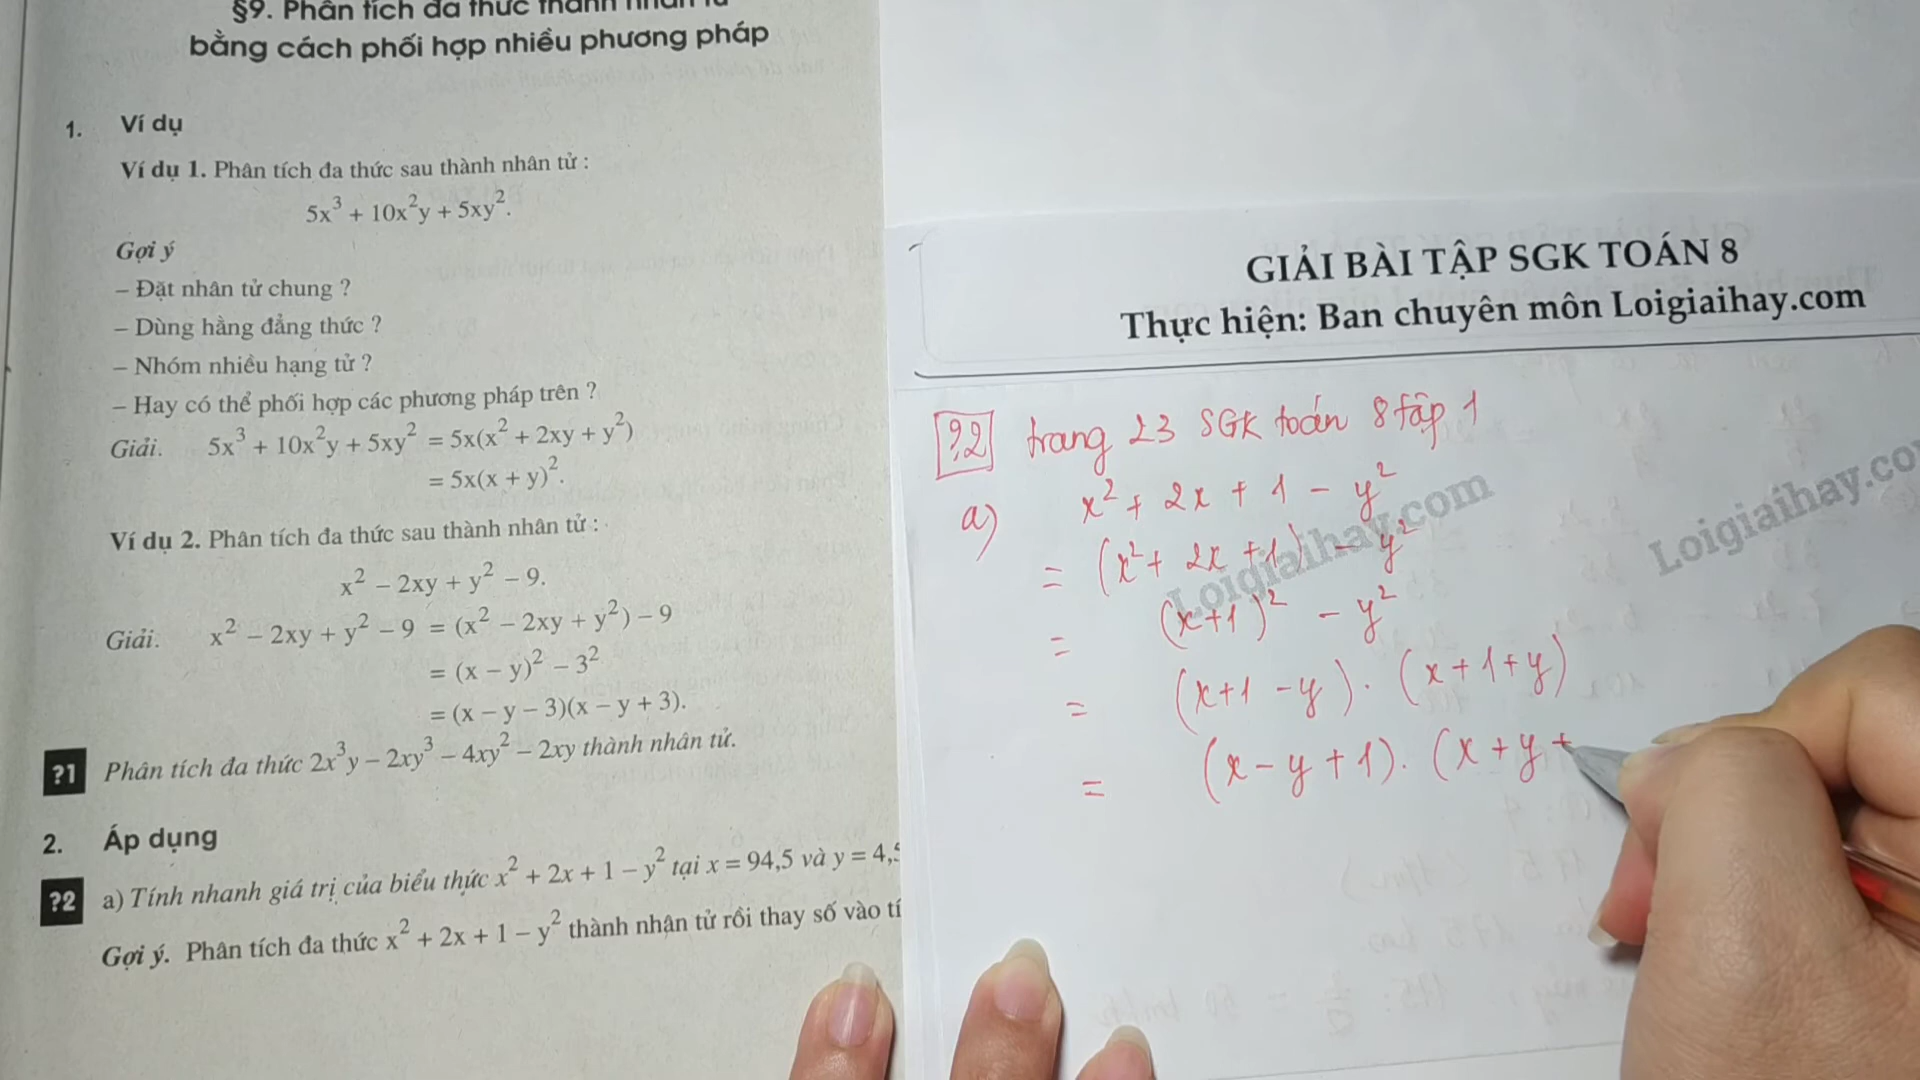 §9. Phân tích đa thức thành nhân tử
bằng cách phối hợp nhiều phương pháp
1. Ví dụ
Ví dụ 1. Phân tích đa thức sau thành nhân tử :
5x³ + 10x²y + 5xy².
Gợi ý
– Đặt nhân tử chung ?
– Dùng hằng đẳng thức ?
– Nhóm nhiều hạng tử ?
– Hay có thể phối hợp các phương pháp trên ?
Giải. 5x³ + 10x²y + 5xy² = 5x(x² + 2xy + y²)
= 5x(x + y)².
Ví dụ 2. Phân tích đa thức sau thành nhân tử :
x² – 2xy + y² – 9.
Giải. x² – 2xy + y² – 9 = (x² – 2xy + y²) – 9
= (x – y)² – 3²
= (x – y – 3)(x – y + 3).
?1 Phân tích đa thức 2x³y – 2xy³ – 4xy² – 2xy thành nhân tử.
2. Áp dụng
?2 a) Tính nhanh giá trị của biểu thức x² + 2x + 1 – y² tại x = 94,5 và y = 4,5
Gợi ý. Phân tích đa thức x² + 2x + 1 – y² thành nhân tử rồi thay số vào tí
GIẢI BÀI TẬP SGK TOÁN 8
Thực hiện: Ban chuyên môn Loigiaihay.com
?2 trang 23 SGK toán 8 tập 1
a) x² + 2x + 1 – y²
= (x² + 2x + 1) – y²
= (x+1)² – y²
= (x+1 – y) . (x + 1 + y)
= (x – y + 1) . (x + y +
Loigiaihay.com
Loigiaihay.co